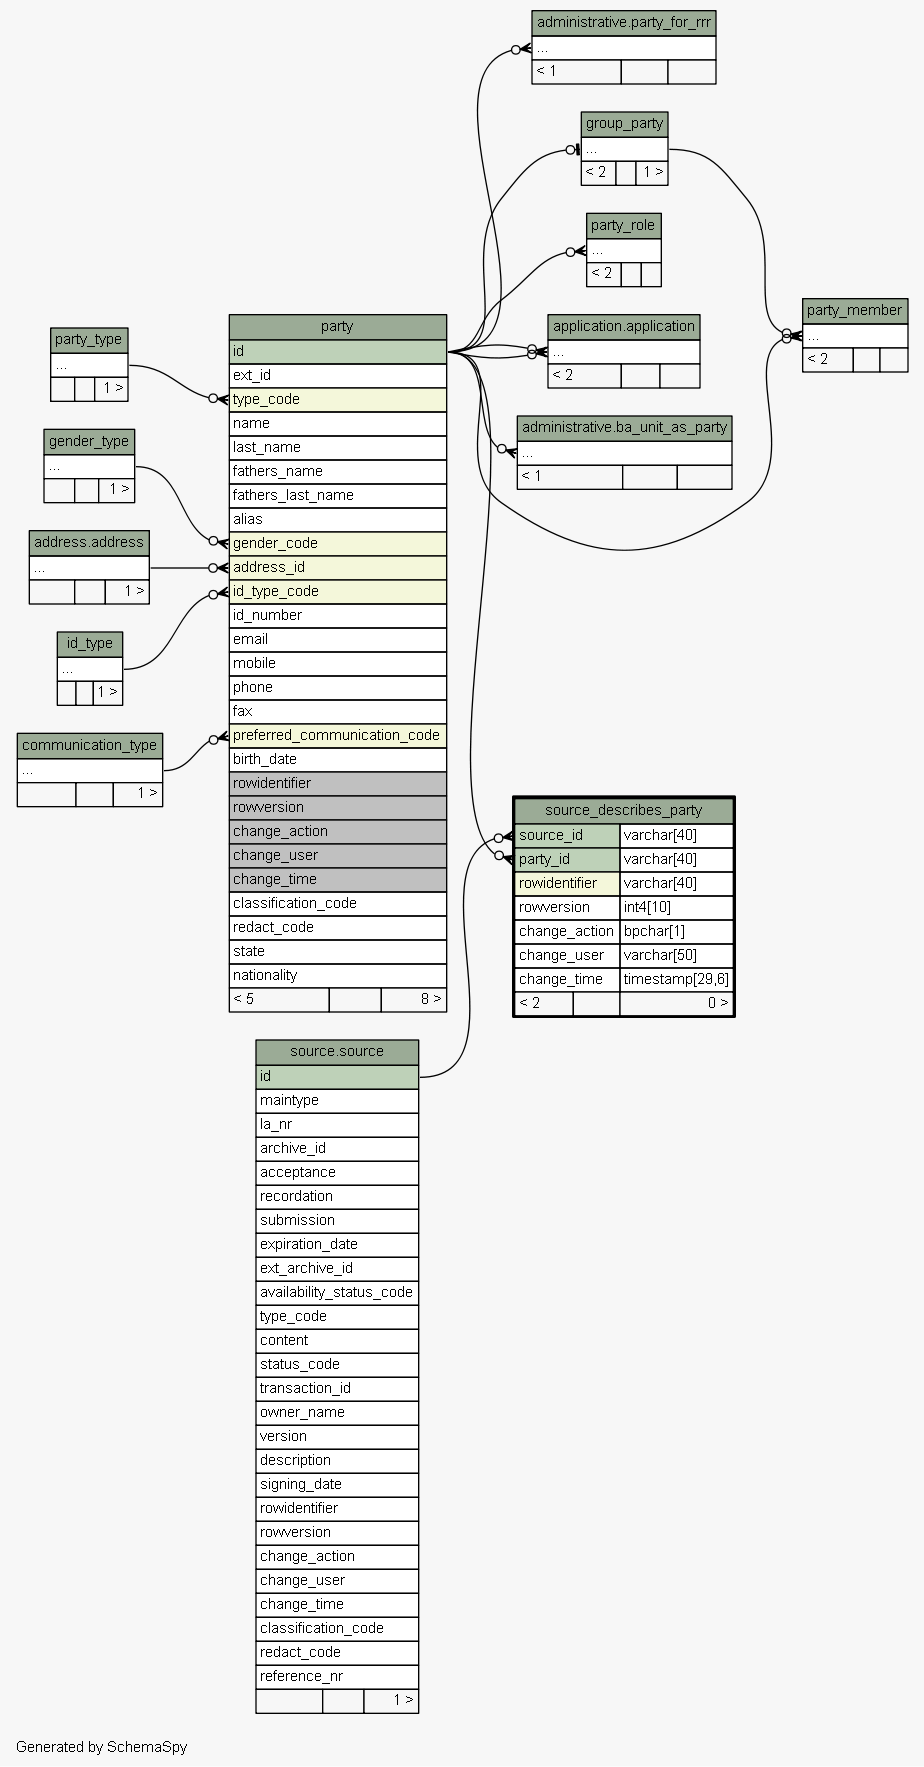 administrative.party_for_rrr
...
< 1
group_party
...
< 2 1 >
party_role
...
< 2
application.application
...
< 2
administrative.ba_unit_as_party
...
< 1
party_member
...
< 2
party_type
...
1 >
gender_type
...
1 >
address.address
...
1 >
id_type
...
1 >
communication_type
...
1 >
party
id
ext_id
type_code
name
last_name
fathers_name
fathers_last_name
alias
gender_code
address_id
id_type_code
id_number
email
mobile
phone
fax
preferred_communication_code
birth_date
rowidentifier
rowversion
change_action
change_user
change_time
classification_code
redact_code
state
nationality
< 5 8 >
source_describes_party
source_id varchar[40]
party_id varchar[40]
rowidentifier varchar[40]
rowversion int4[10]
change_action bpchar[1]
change_user varchar[50]
change_time timestamp[29,6]
< 2 0 >
source.source
id
maintype
la_nr
archive_id
acceptance
recordation
submission
expiration_date
ext_archive_id
availability_status_code
type_code
content
status_code
transaction_id
owner_name
version
description
signing_date
rowidentifier
rowversion
change_action
change_user
change_time
classification_code
redact_code
reference_nr
1 >
Generated by SchemaSpy